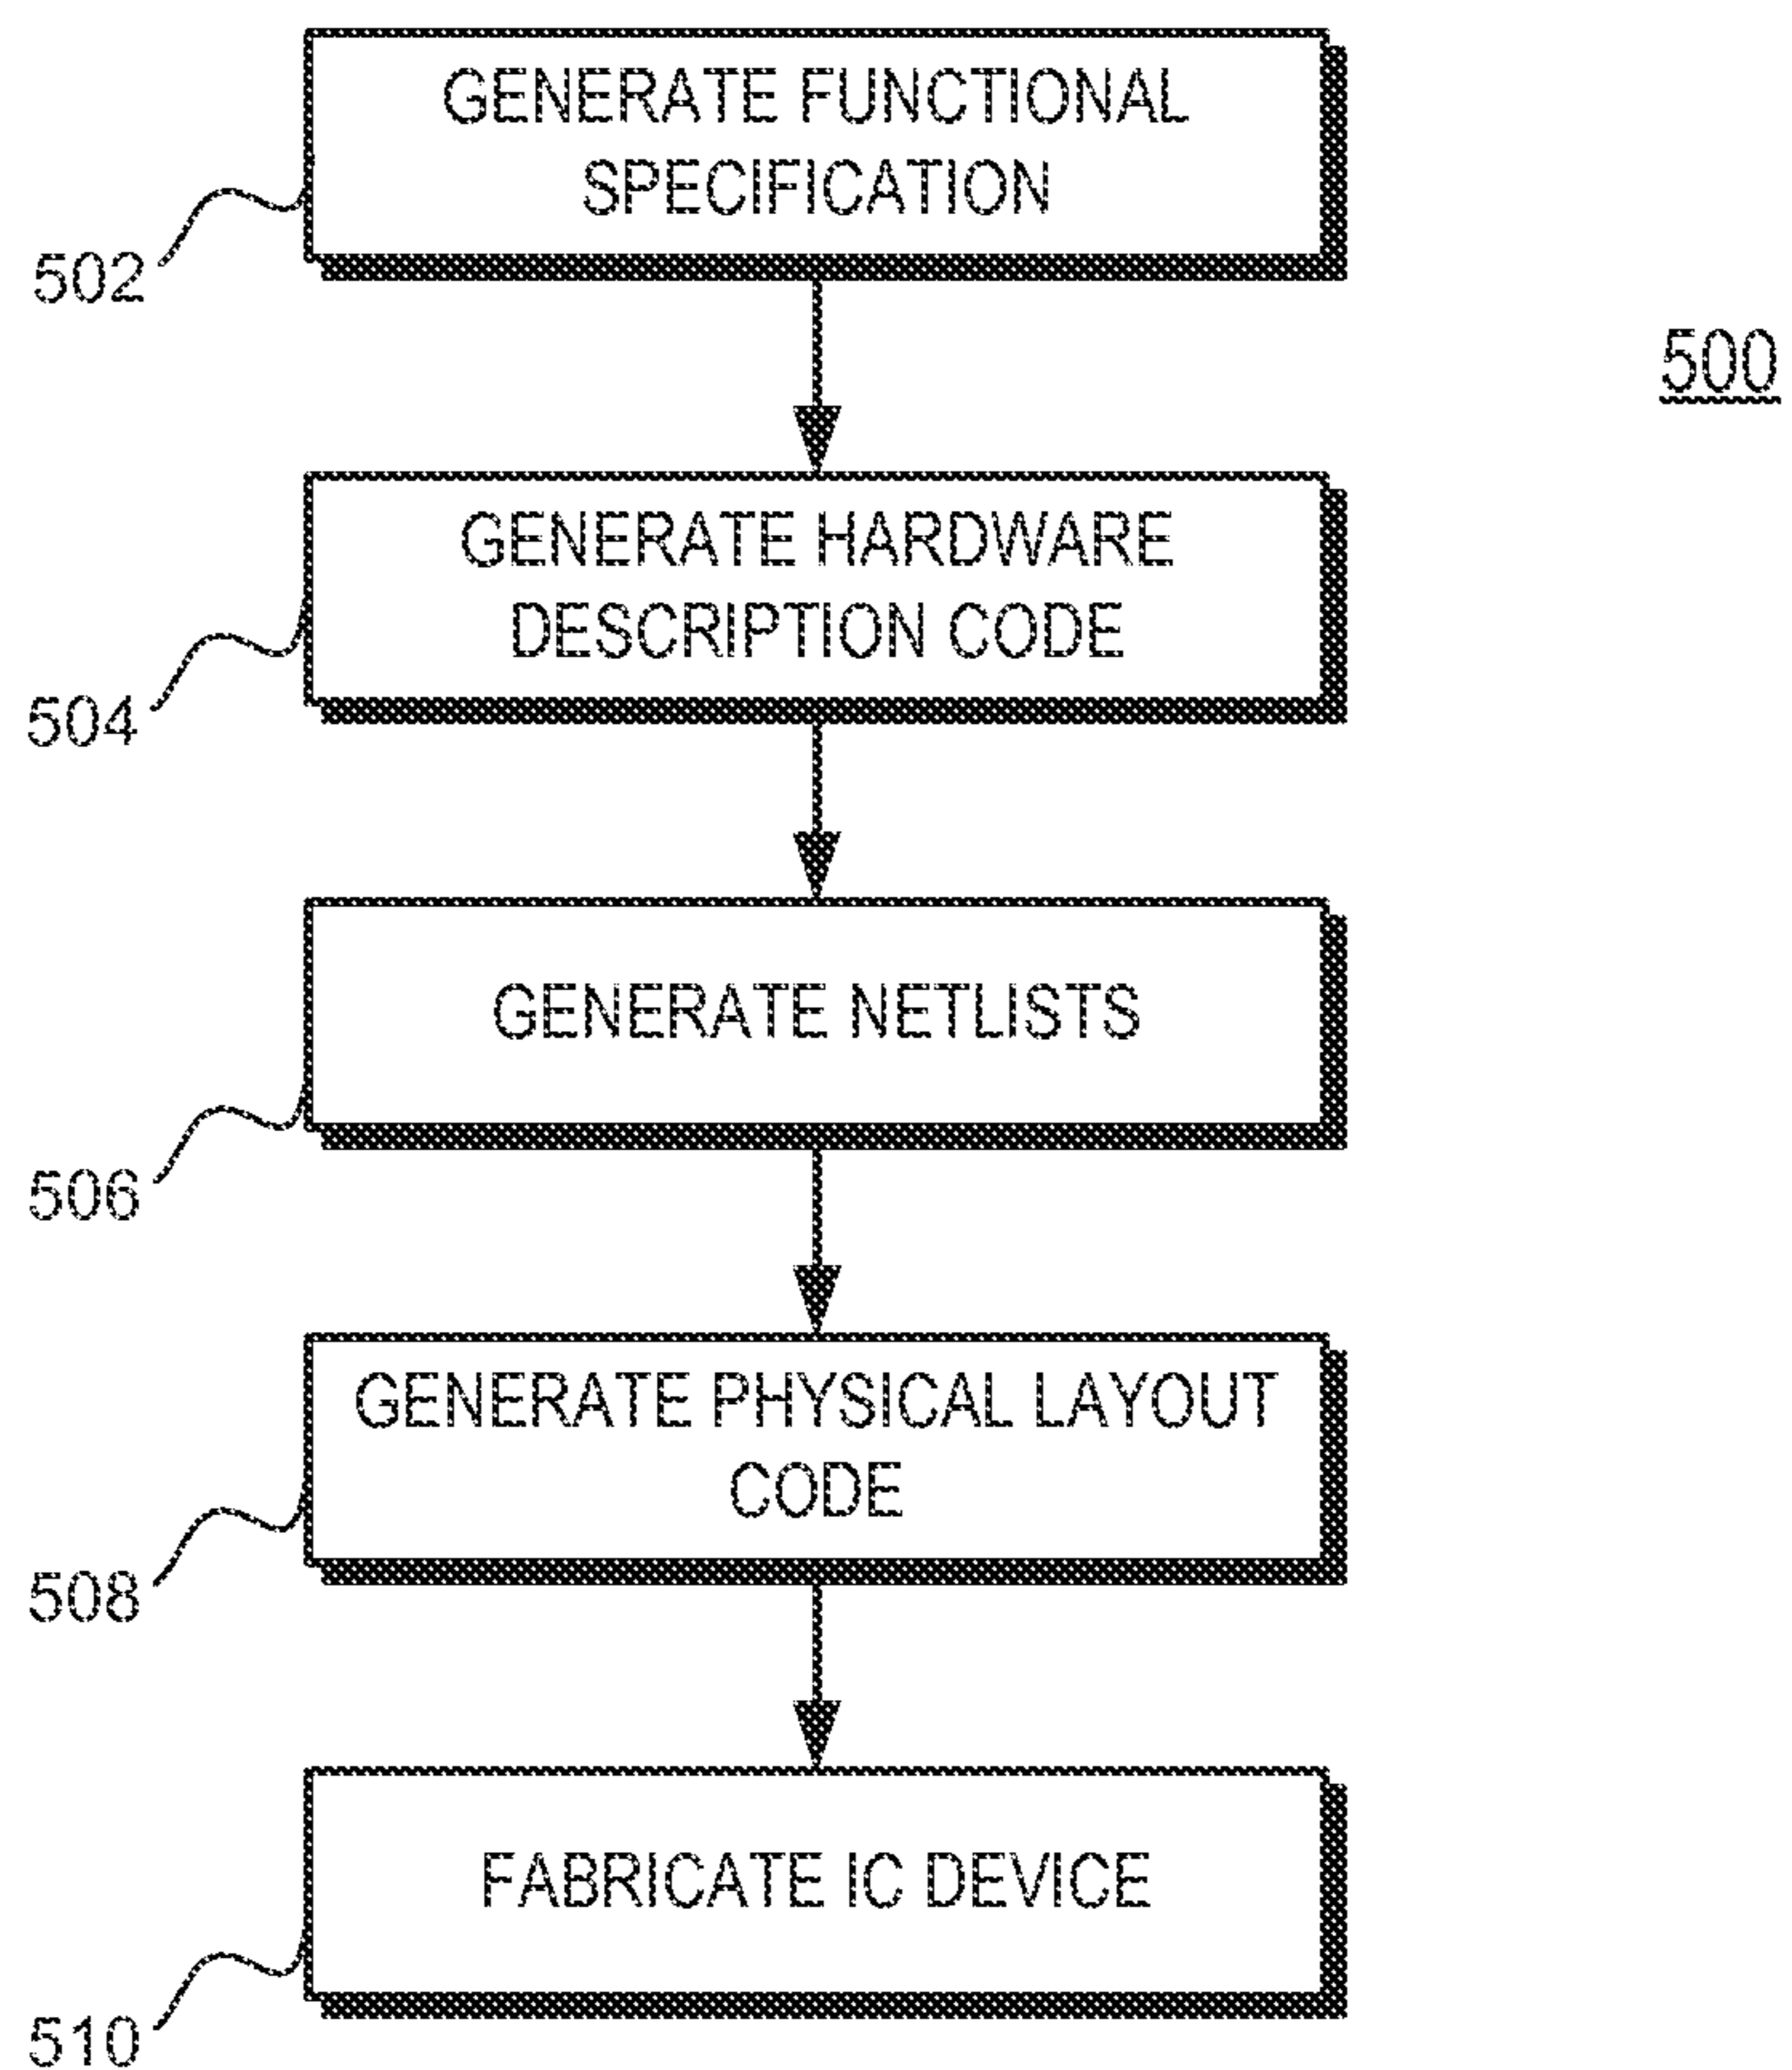 GENERATE FUNCTIONAL
SPECIFICATION
502
500
GENERATE HARDWARE
DESCRIPTION CODE
504
GENERATE NETLISTS
506
GENERATE PHYSICAL LAYOUT
CODE
508
FABRICATE IC DEVICE
510